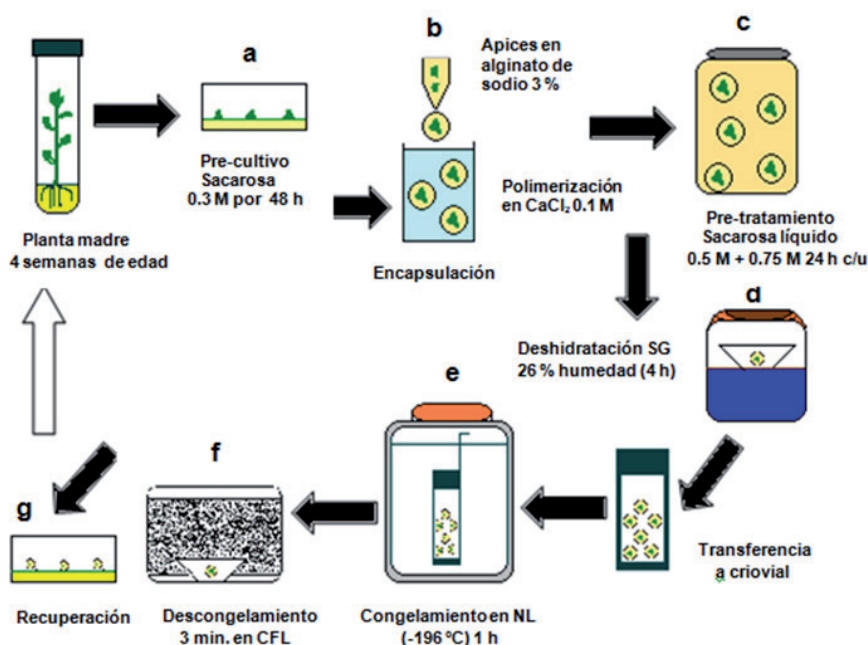 a
Pre-cultivo
Sacarosa
0.3 M por 48 h
Planta madre
4 semanas de edad
b
Apices en
alginato de
sodio 3 %
Polimerización
en CaCl₂ 0.1 M
Encapsulación
c
Pre-tratamiento
Sacarosa líquido
0.5 M + 0.75 M 24 h c/u
d
Deshidratación SG
26 % humedad (4 h)
Transferencia
a criovial
e
Congelamiento en NL
(-196 ºC) 1 h
f
Descongelamiento
3 min. en CFL
g
Recuperación